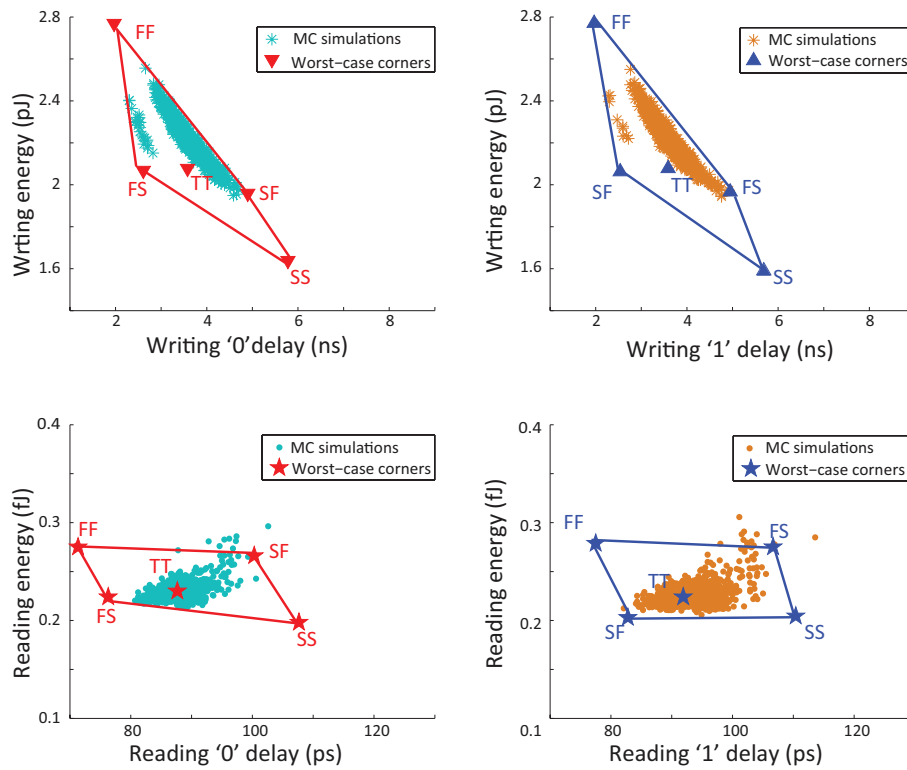 2.8
FF
MC simulations
Worst-case corners
2.4
2
FS
TT
SF
1.6
SS
2
4
6
8
Wrting energy (pJ)
Writing ‘0’delay (ns)
2.8
FF
MC simulations
Worst-case corners
2.4
2
SF
TT
FS
1.6
SS
2
4
6
8
Wrting energy (pJ)
Writing ‘1’ delay (ns)
0.4
MC simulations
Worst-case corners
0.3
FF
TT
SF
0.2
FS
SS
0.1
80
100
120
Reading energy (fJ)
Reading ‘0’ delay (ps)
0.4
MC simulations
Worst-case corners
0.3
FF
FS
TT
0.2
SF
SS
0.1
80
100
120
Reading energy (fJ)
Reading ‘1’ delay (ps)